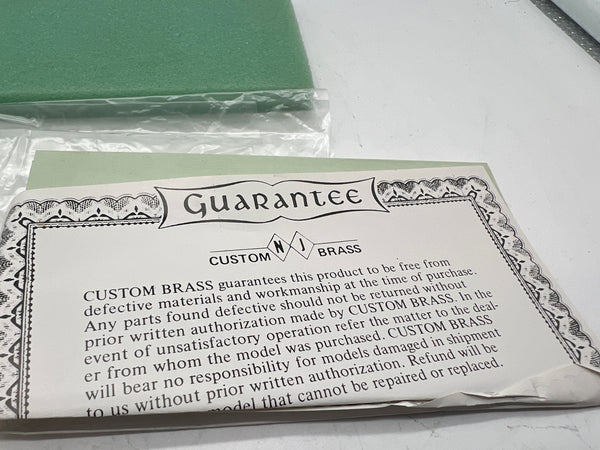 GUARANTEE
CUSTOM NJ BRASS
CUSTOM BRASS guarantees this product to be free from
defective materials and workmanship at the time of purchase.
Any parts found defective should not be returned without
prior written authorization made by CUSTOM BRASS. In the
event of unsatisfactory operation refer the matter to the deal-
er from whom the model was purchased. CUSTOM BRASS
will bear no responsibility for models damaged in shipment
to us without prior written authorization. Refund will be
model that cannot be repaired or replaced.